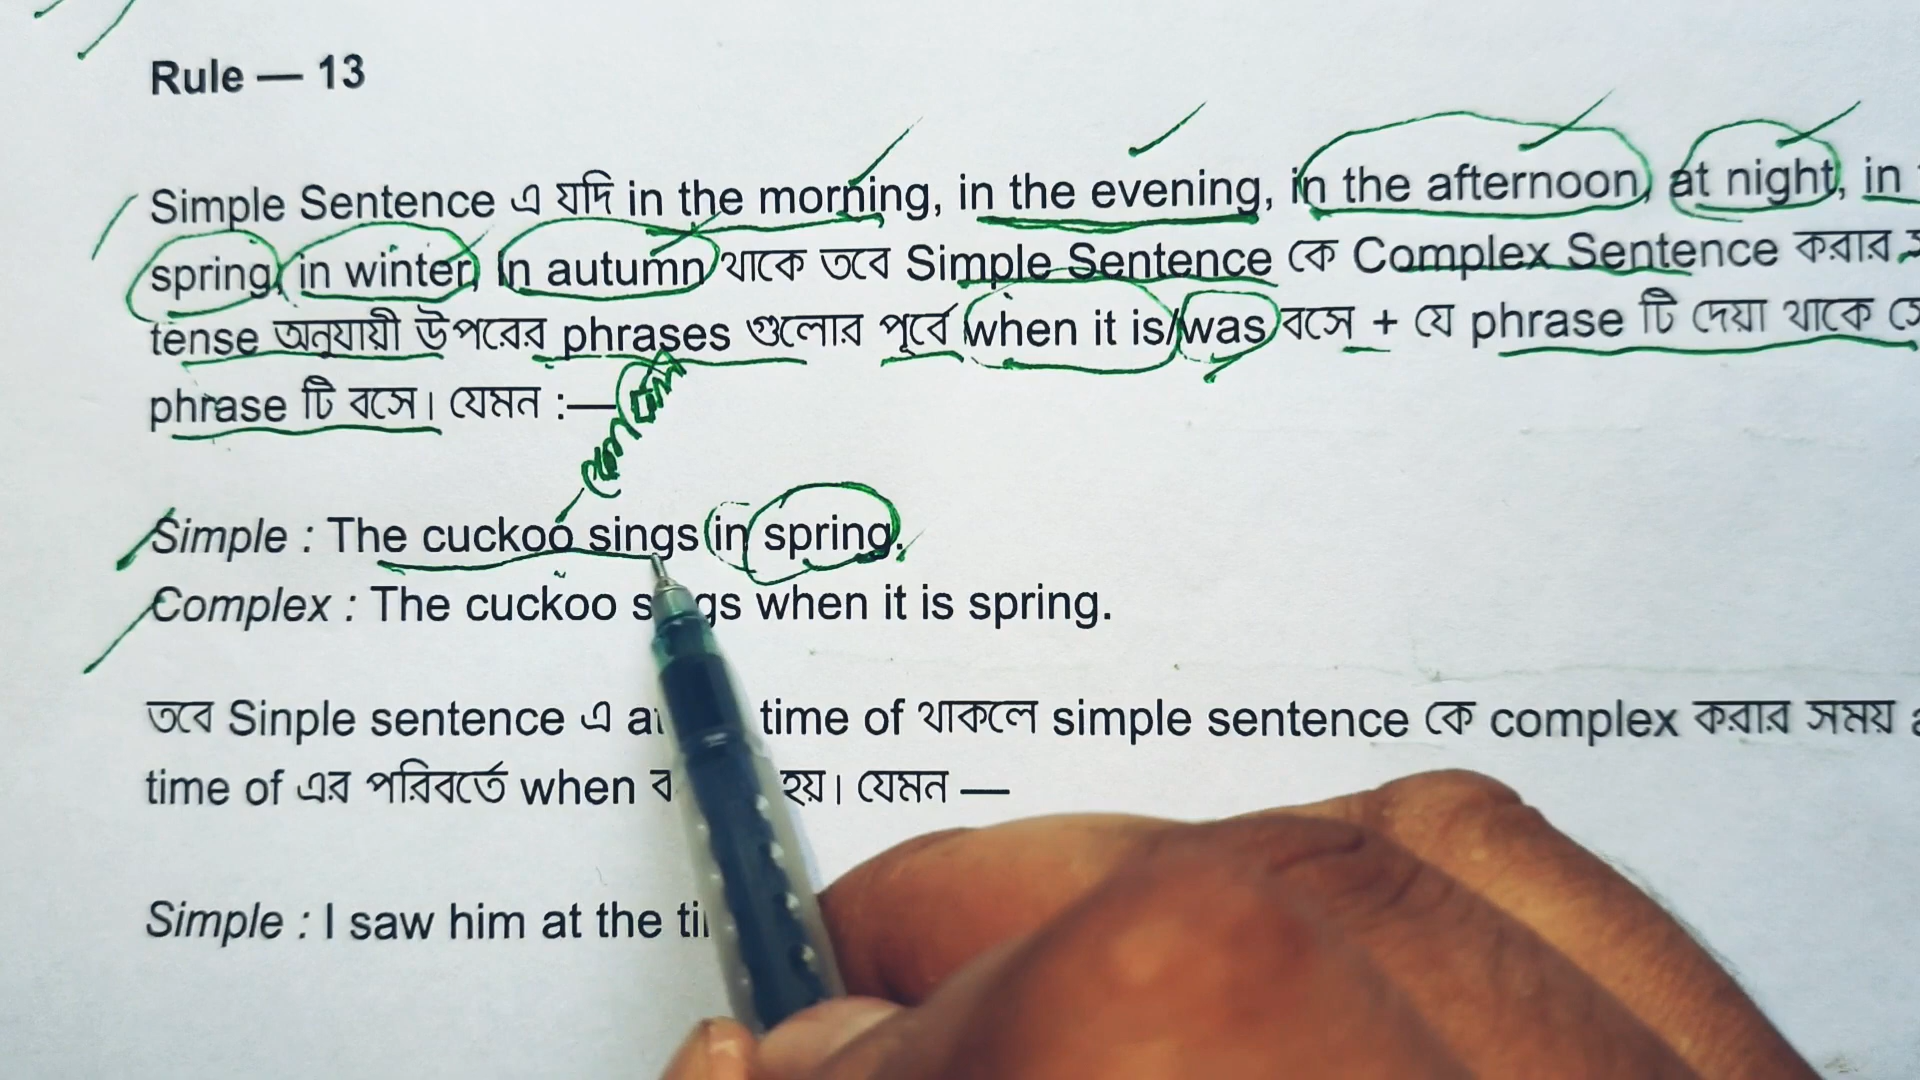 Rule — 13
Simple Sentence এ যদি in the morning, in the evening, in the afternoon, at night, in
spring, in winter, in autumn থাকে তবে Simple Sentence কে Complex Sentence করার
tense অনুযায়ী উপরের phrases গুলোর পূর্বে when it is/was বসে + যে phrase টি দেয়া থাকে
phrase টি বসে। যেমন :—
Simple : The cuckoo sings in spring.
Complex : The cuckoo sings when it is spring.
তবে Sinple sentence এ time of থাকলে simple sentence কে complex করার সময়
time of এর পরিবর্তে when হয়। যেমন —
Simple : I saw him at the